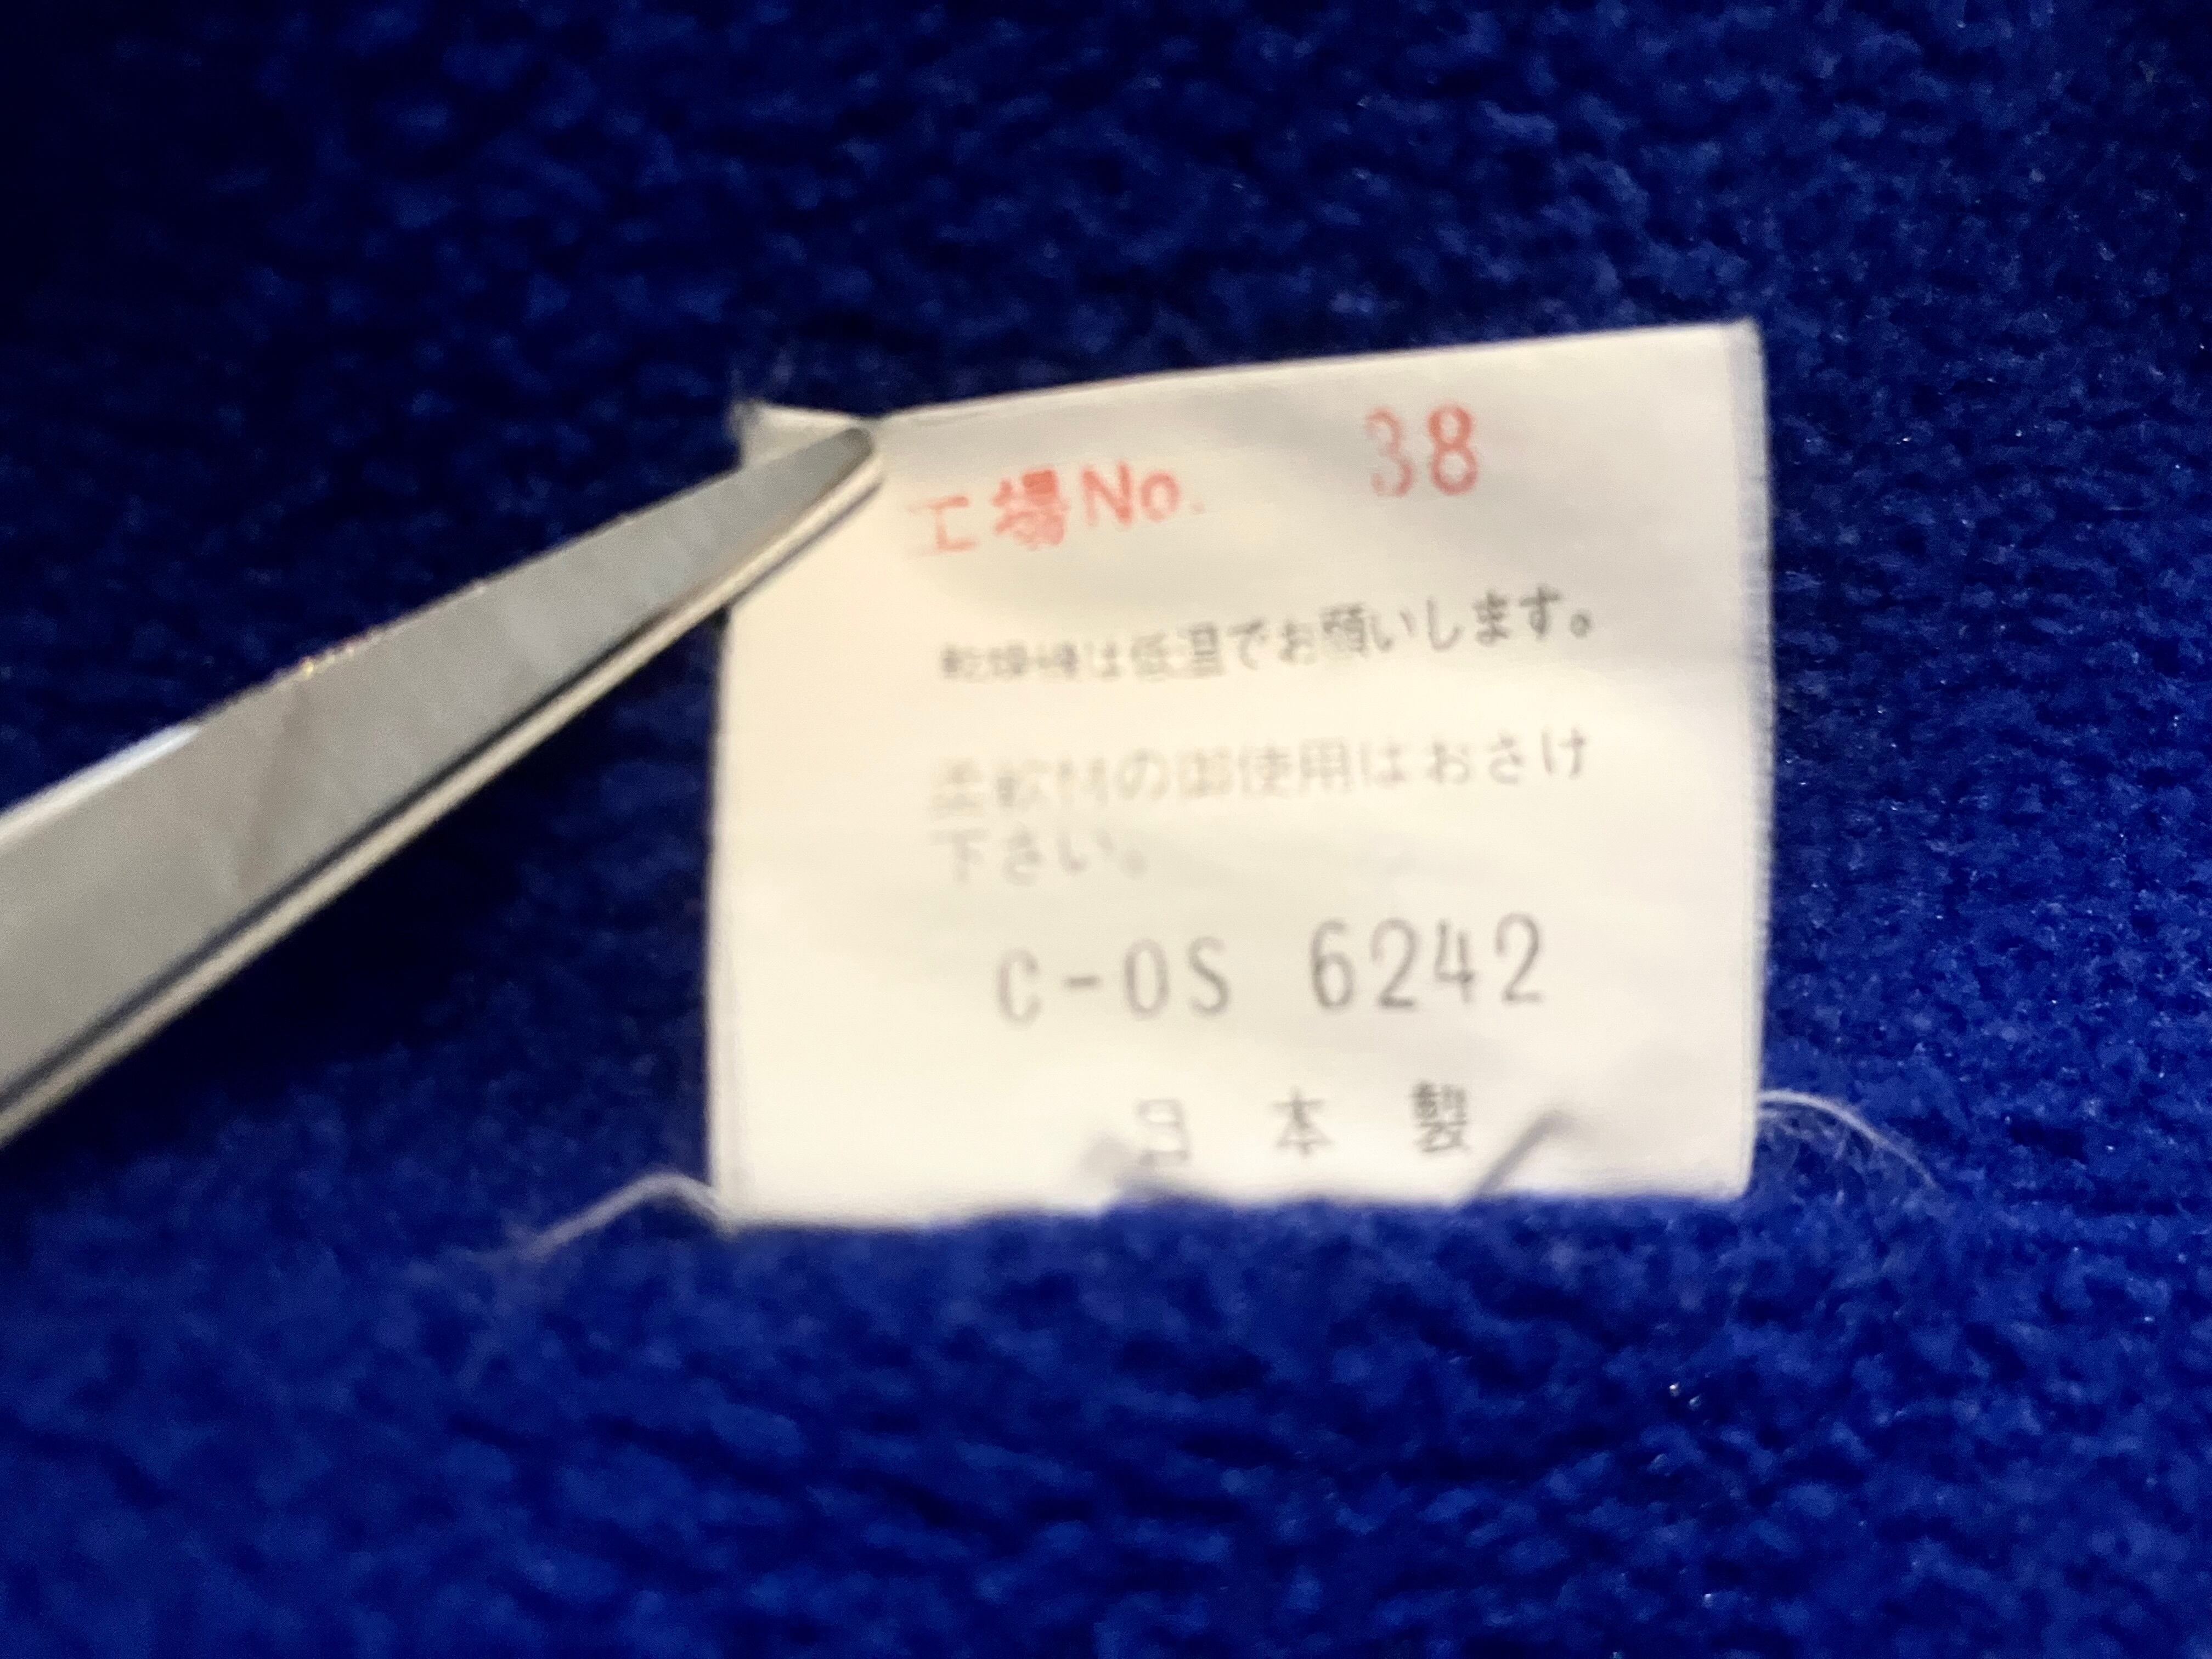 工場No. 38
乾燥機は低温でお願いします。
柔軟材の御使用はおさけ
下さい。
C-OS 6242
日本製